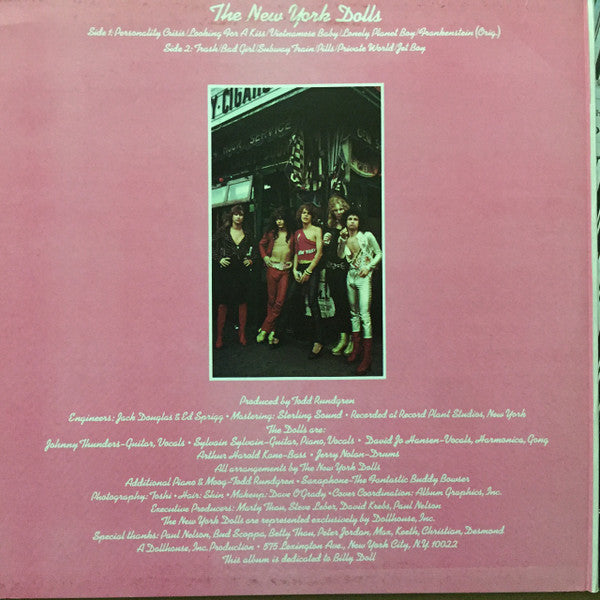 The New York Dolls
Side 1: Personality Crisis/Looking For A Kiss/Vietnamese Baby/Lonely Planet Boy/Frankenstein (Orig.)
Side 2: Trash/Bad Girl/Subway Train/Pills/Private World/Jet Boy
Y-CIGARS
SERVICE
Produced by Todd Rundgren
Engineers: Jack Douglas & Ed Sprigg • Mastering: Sterling Sound • Recorded at Record Plant Studios, New York
The Dolls are:
Johnny Thunders-Guitar, Vocals • Sylvain Sylvain-Guitar, Piano, Vocals • David Jo Hansen-Vocals, Harmonica, Gong
Arthur Harold Kane-Bass • Jerry Nolan-Drums
All arrangements by The New York Dolls
Additional Piano & Moog-Todd Rundgren • Saxaphone-The Fantastic Buddy Bowser
Photography: Toshi • Hair: Shin • Makeup: Dave O'Grady • Cover Coordination: Album Graphics, Inc.
Executive Producers: Marty Thau, Steve Leber, David Krebs, Paul Nelson
The New York Dolls are represented exclusively by Dollhouse, Inc.
Special thanks: Paul Nelson, Bud Scoppa, Betty Thau, Peter Jordan, Max, Keeth, Christian, Desmond
A Dollhouse, Inc. Production • 575 Lexington Ave., New York City, N.Y. 10022
This album is dedicated to Billy Doll